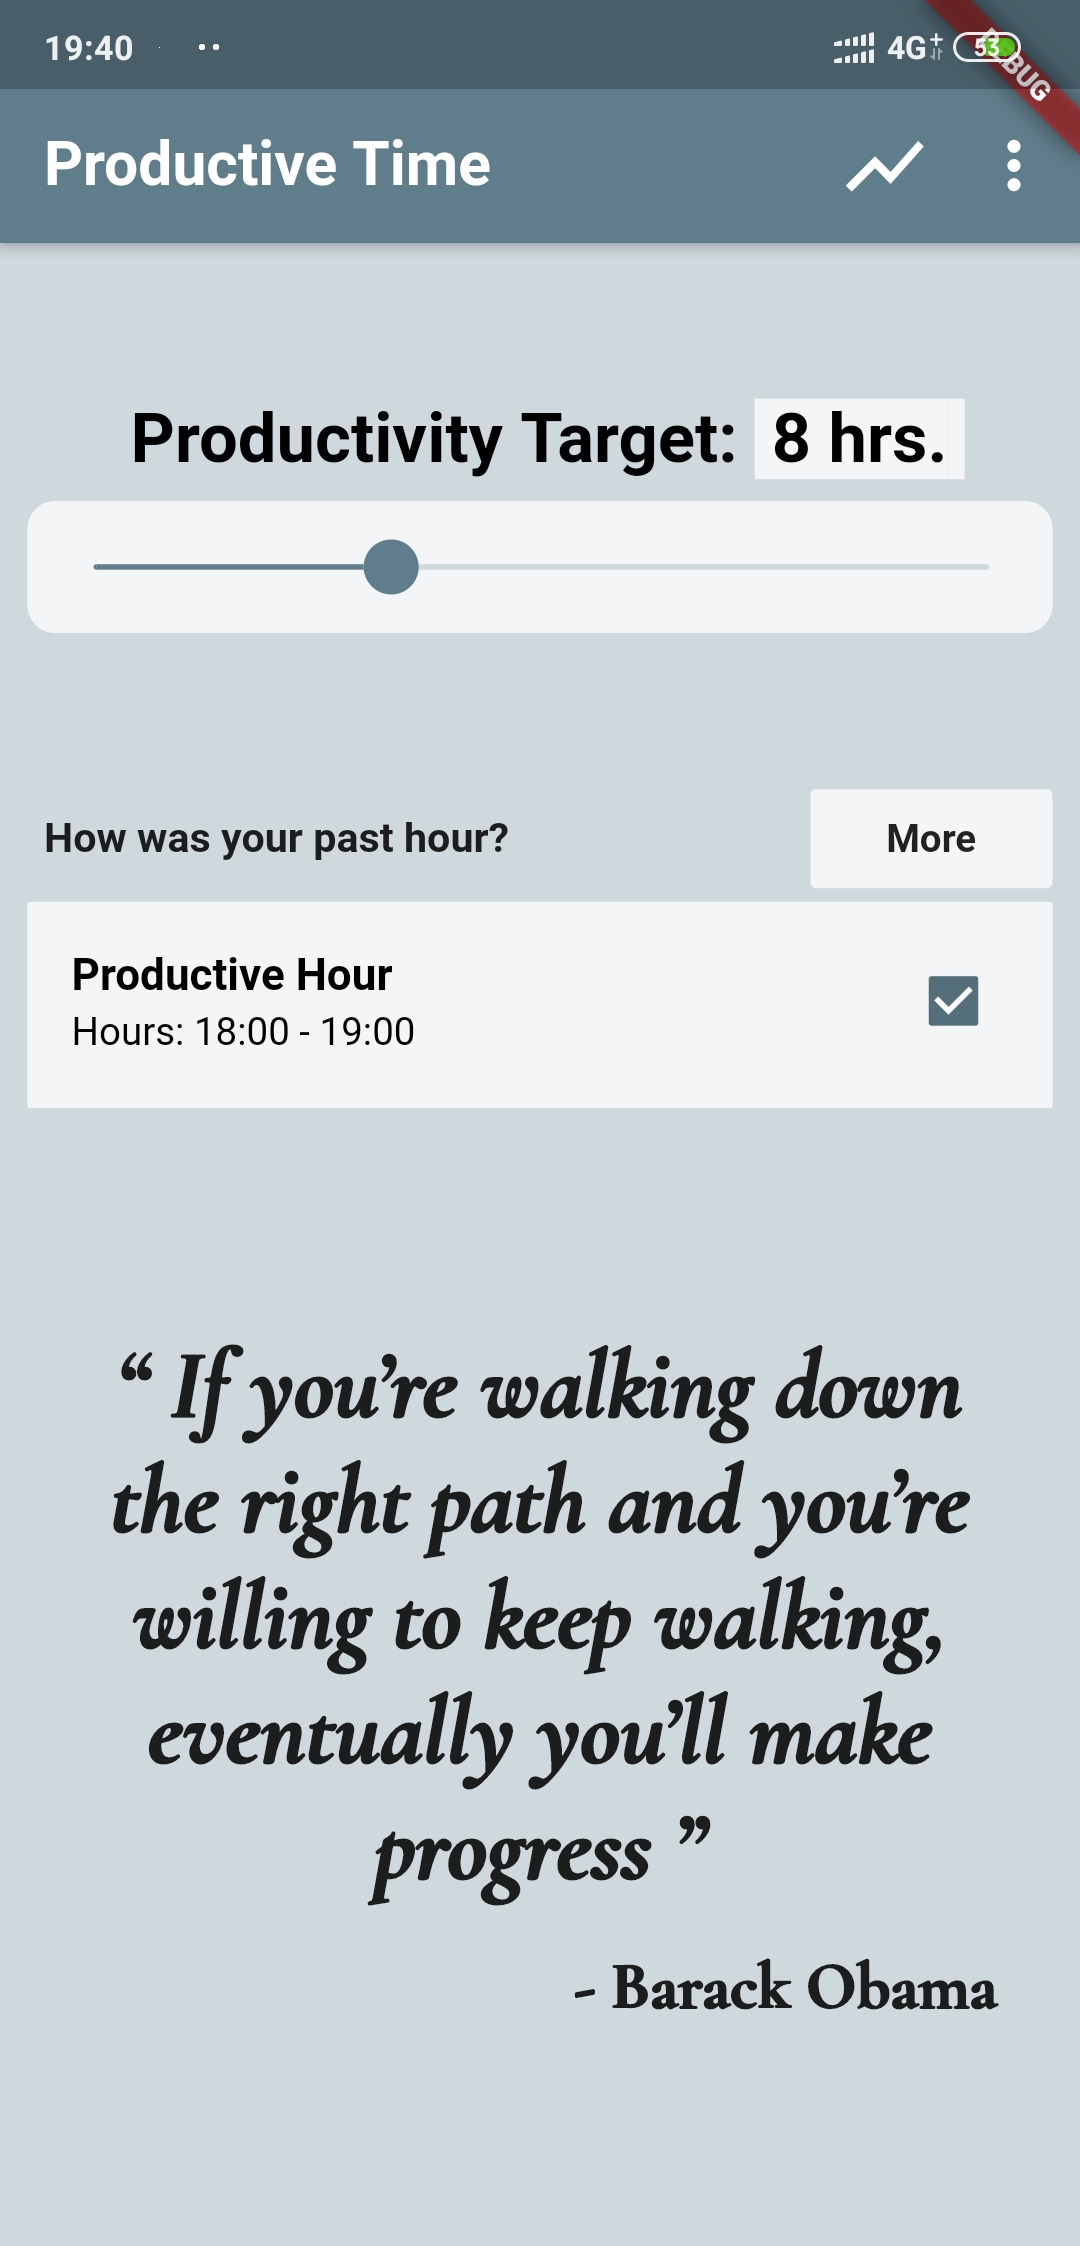 19:40
4G+
53
DEBUG
Productive Time
Productivity Target: 8 hrs.
How was your past hour?
More
Productive Hour
Hours: 18:00 - 19:00
“ If you’re walking down
the right path and you’re
willing to keep walking,
eventually you’ll make
progress ”
- Barack Obama